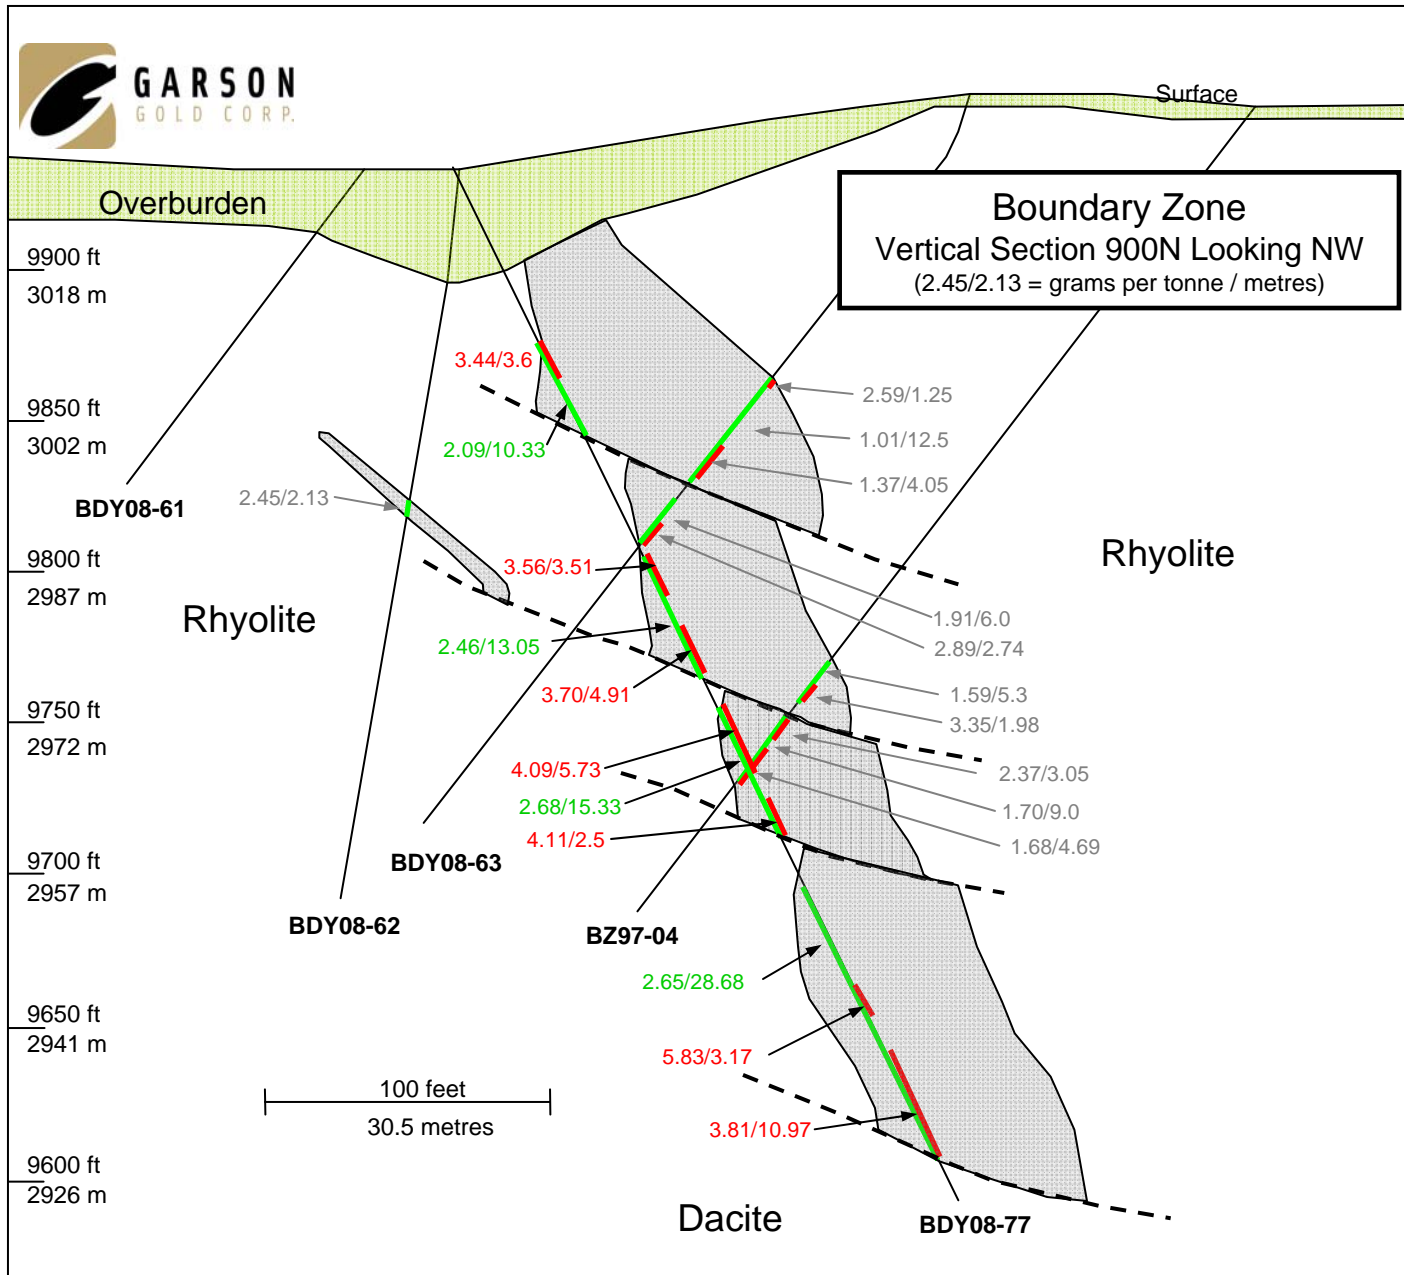 GARSON
GOLD CORP.
Surface
Overburden
Boundary Zone
Vertical Section 900N Looking NW
(2.45/2.13 = grams per tonne / metres)
9900 ft
3018 m
3.44/3.6
2.59/1.25
9850 ft
3002 m
2.09/10.33
1.01/12.5
1.37/4.05
2.45/2.13
BDY08-61
9800 ft
2987 m
3.56/3.51
Rhyolite
Rhyolite
1.91/6.0
2.89/2.74
2.46/13.05
3.70/4.91
1.59/5.3
3.35/1.98
9750 ft
2972 m
4.09/5.73
2.37/3.05
2.68/15.33
1.70/9.0
4.11/2.5
1.68/4.69
BDY08-63
9700 ft
2957 m
BDY08-62
BZ97-04
2.65/28.68
9650 ft
2941 m
5.83/3.17
100 feet
30.5 metres
3.81/10.97
9600 ft
2926 m
Dacite
BDY08-77